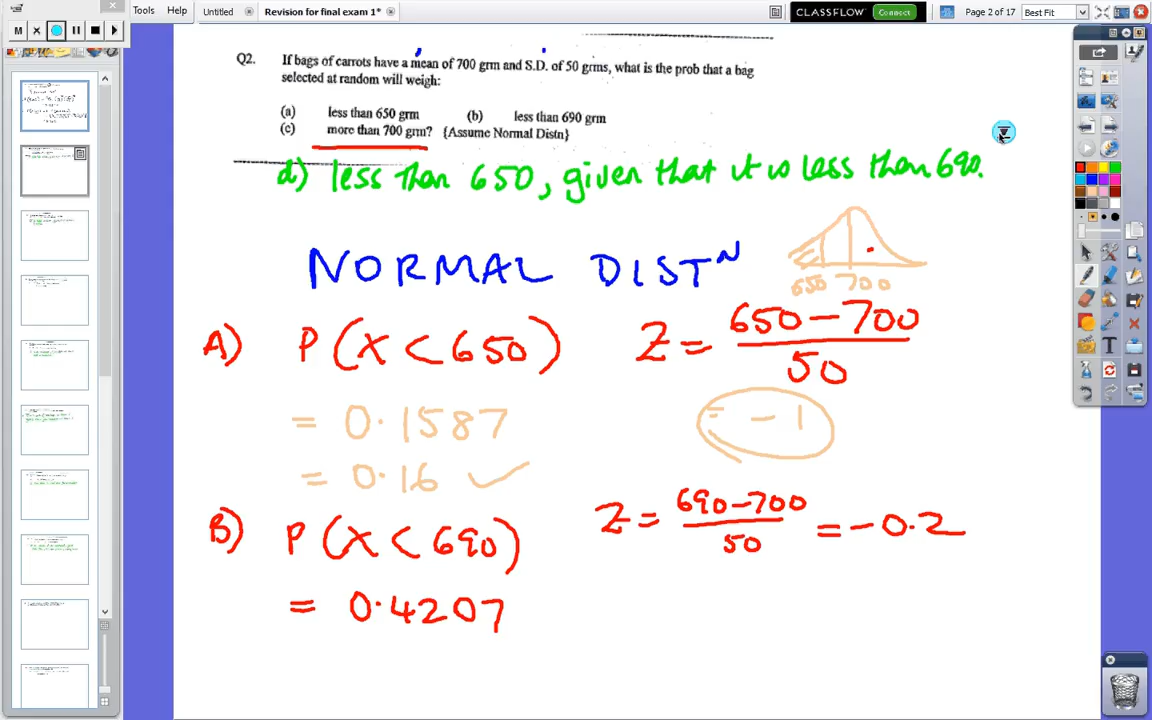 Tools Help Untitled Revision for final exam 1* CLASSFLOW Connect Page 2 of 17 Best Fit
M
Q2. If bags of carrots have a mean of 700 grm and S.D. of 50 grms, what is the prob that a bag
selected at random will weigh:
(a) less than 650 grm (b) less than 690 grm
(c) more than 700 grm? {Assume Normal Distn}
d) less than 650, given that it is less than 690.
NORMAL DIST N
650 700
A) P(X < 650) Z = 650 - 700
50
= 0.1587 = - 1
= 0.16 ✓
B) P(X < 690) Z = 690 - 700 = - 0.2
50
= 0.4207